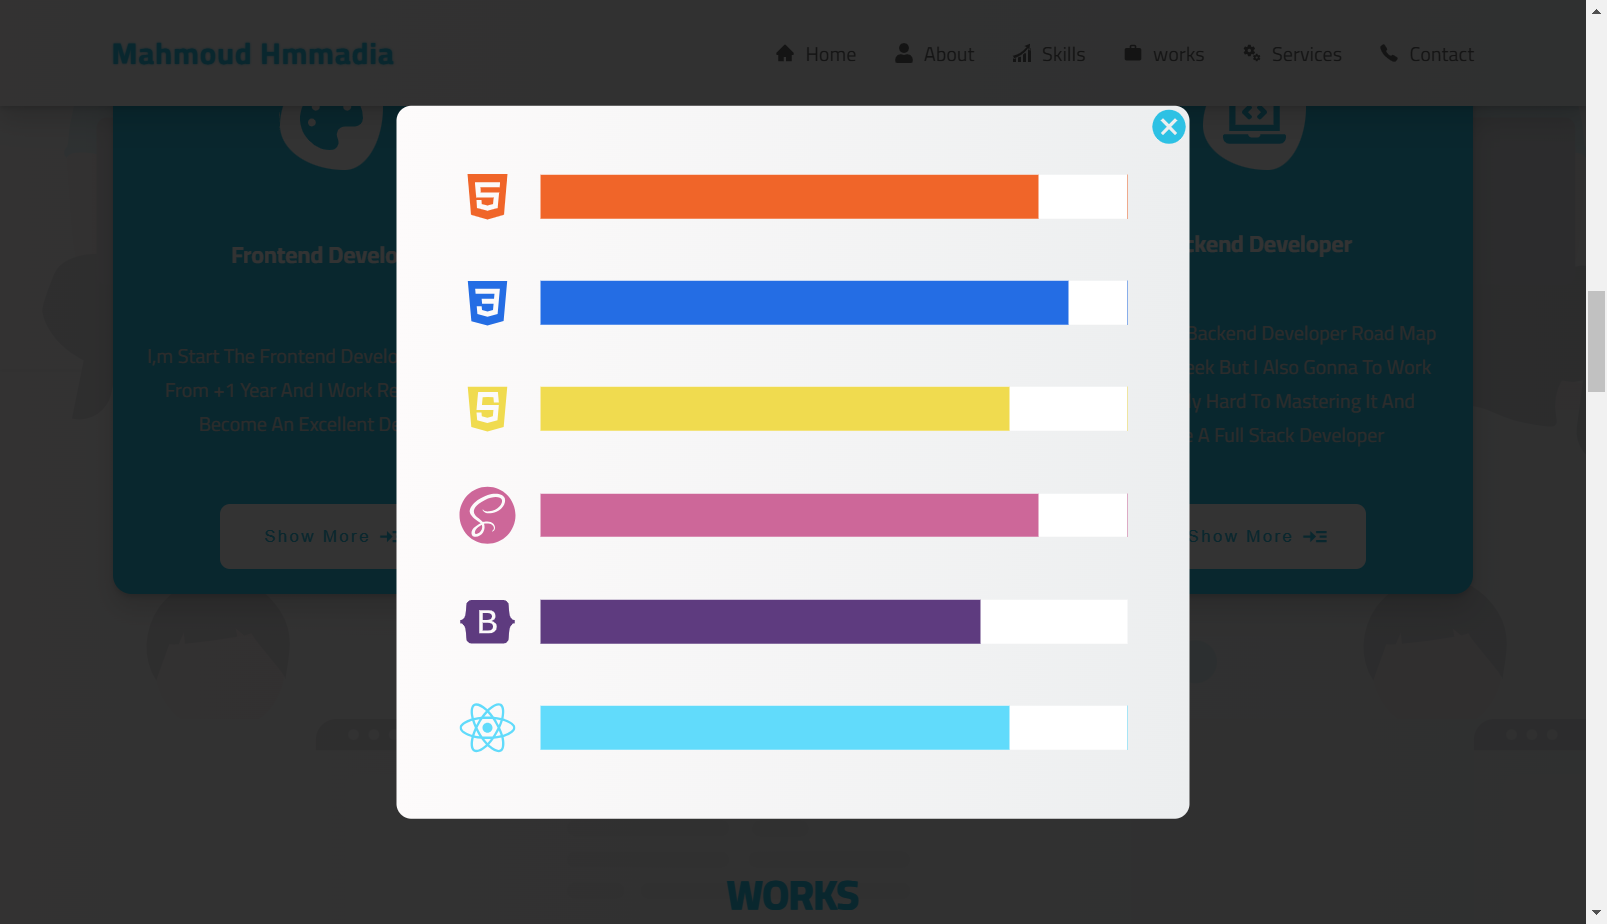 Mahmoud Hmmadia
Home About Skills works Services Contact
Frontend Develo
I,m Start The Frontend Develo
From +1 Year And I Work Re
Become An Excellent De
Show More
5
3
5
B
ckend Developer
Backend Developer Road Map
eek But I Also Gonna To Work
y Hard To Mastering It And
A Full Stack Developer
Show More
WORKS